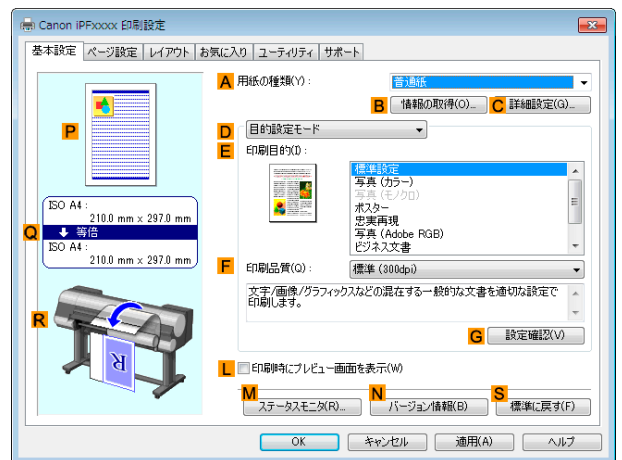 Canon iPFxxxx 印刷設定
基本設定 ページ設定 レイアウト お気に入り ユーティリティ サポート
A 用紙の種類(Y) : 普通紙
B 情報の取得(O)... C 詳細設定(G)...
P
D 目的設定モード
E 印刷目的(I):
標準設定
写真 (カラー)
写真 (モノクロ)
ポスター
忠実再現
写真 (Adobe RGB)
ビジネス文書
ISO A4 :
210.0 mm x 297.0 mm
Q 等倍
ISO A4 :
210.0 mm x 297.0 mm
F 印刷品質(Q) : 標準 (300dpi)
文字/画像/グラフィックスなどの混在する一般的な文書を適切な設定で
印刷します。
R
R
G 設定確認(V)
L 印刷時にプレビュー画面を表示(W)
M ステータスモニタ(R)... N バージョン情報(B) S 標準に戻す(F)
OK キャンセル 適用(A) ヘルプ